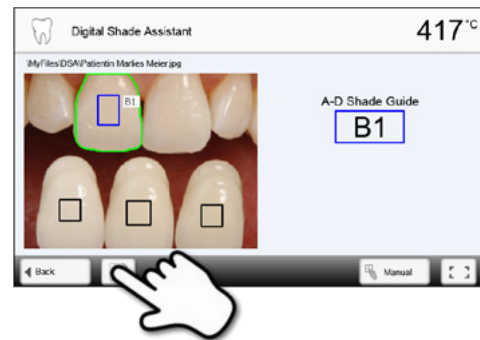 Digital Shade Assistant
417°C
\MyFiles\DSA\Patientin Marlies Meier.jpg
B1
A-D Shade Guide
B1
Back
Manual